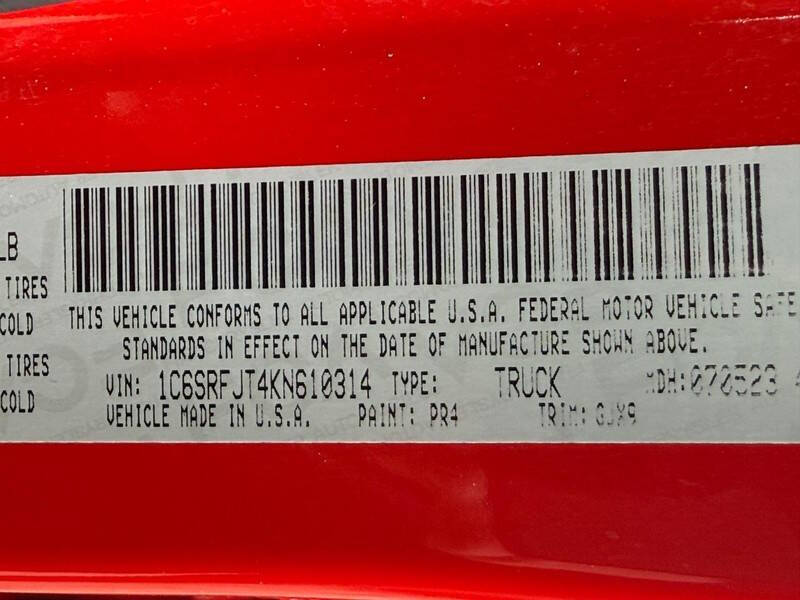 LB
TIRES
COLD
TIRES
COLD
THIS VEHICLE CONFORMS TO ALL APPLICABLE U.S.A. FEDERAL MOTOR VEHICLE SAFE
STANDARDS IN EFFECT ON THE DATE OF MANUFACTURE SHOWN ABOVE.
VIN: 1C6SRFJT4KN610314 TYPE: TRUCK MDH:070523
VEHICLE MADE IN U.S.A. PAINT: PR4 TRIM: GJX9